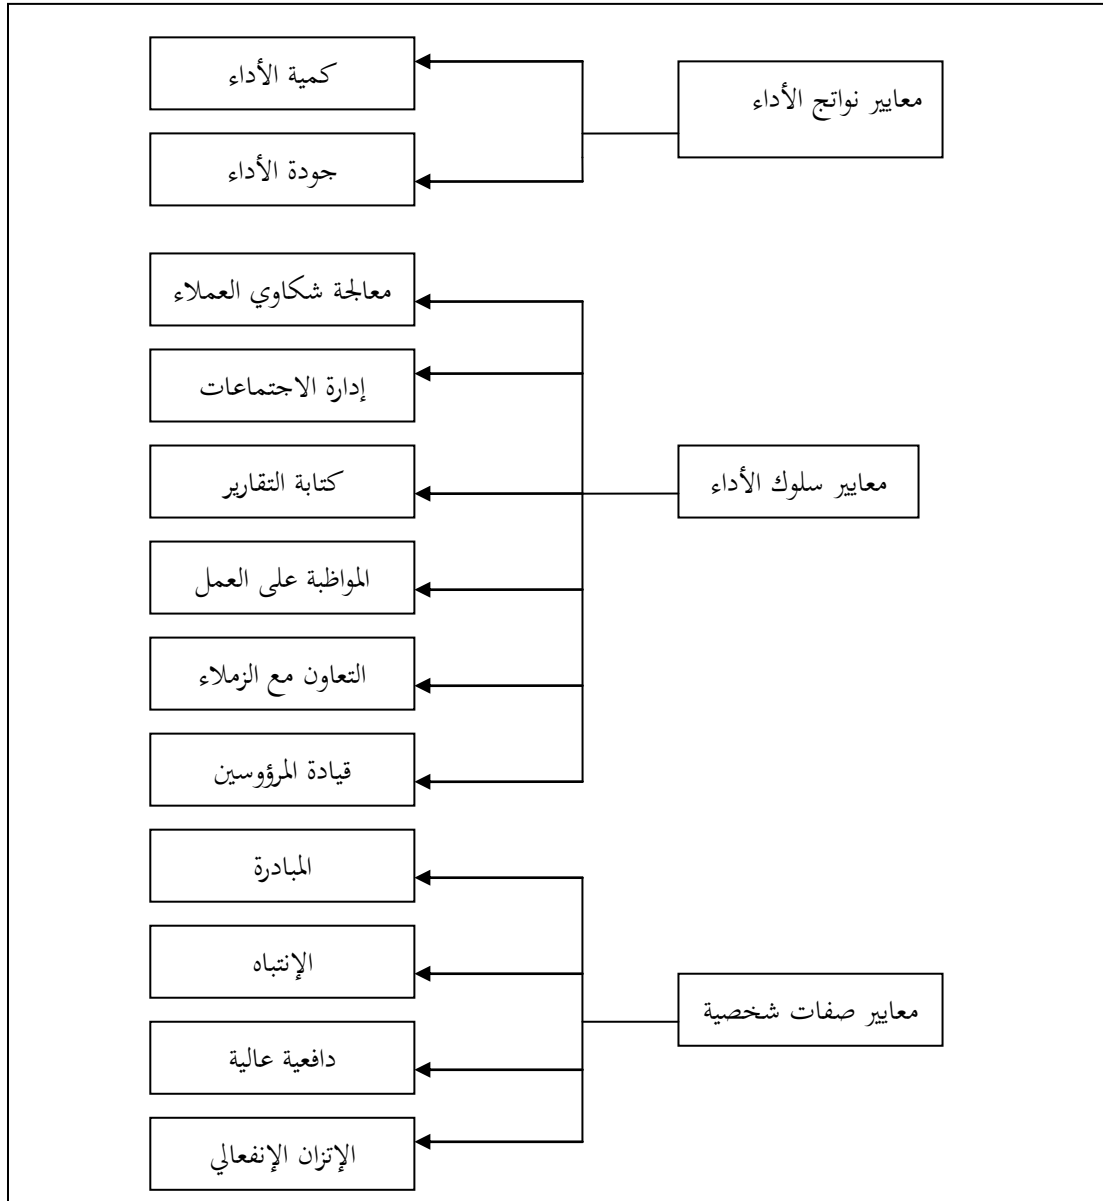 معايير نواتج الأداء
كمية الأداء
جودة الأداء
معايير سلوك الأداء
معالجة شكاوي العملاء
إدارة الاجتماعات
كتابة التقارير
المواظبة على العمل
التعاون مع الزملاء
قيادة المرؤوسين
معايير صفات شخصية
المبادرة
الإنتباه
دافعية عالية
الإتزان الإنفعالي